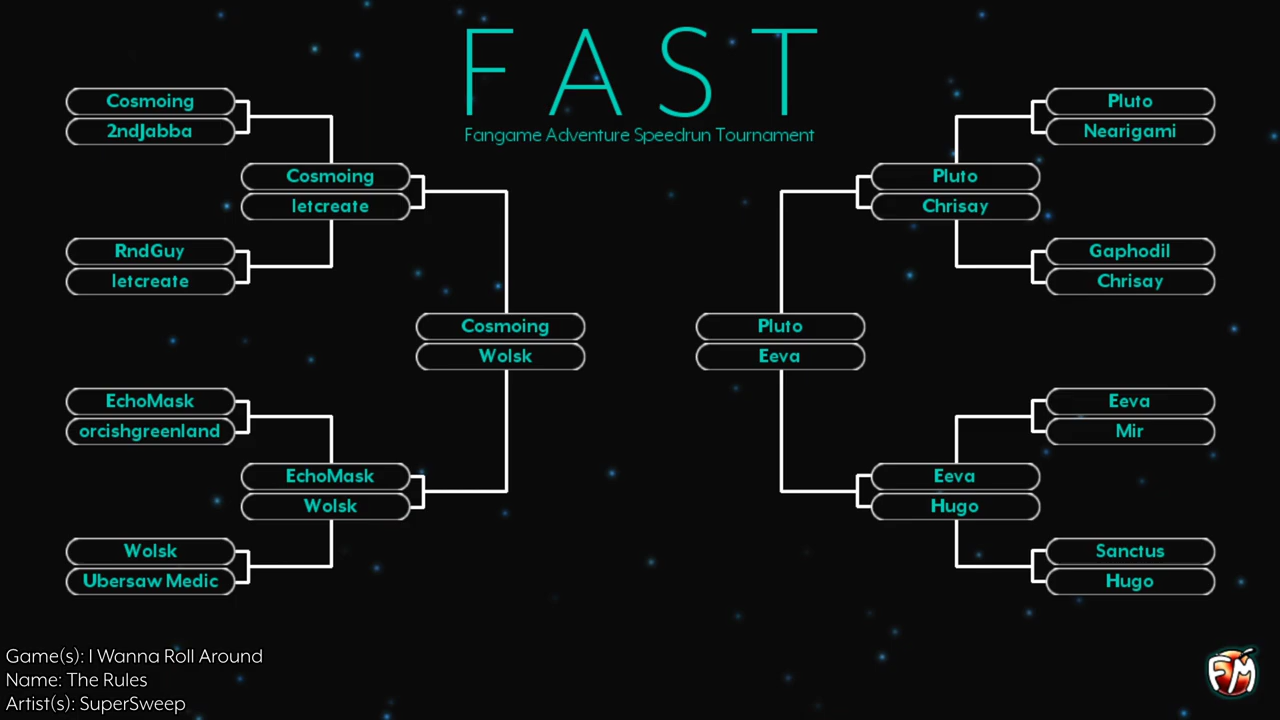 FAST
Fangame Adventure Speedrun Tournament
Cosmoing
2ndJabba
Cosmoing
letcreate
RndGuy
letcreate
Cosmoing
Wolsk
EchoMask
orcishgreenland
EchoMask
Wolsk
Wolsk
Ubersaw Medic
Pluto
Nearigami
Pluto
Chrisay
Gaphodil
Chrisay
Pluto
Eeva
Eeva
Mir
Eeva
Hugo
Sanctus
Hugo
Game(s): I Wanna Roll Around
Name: The Rules
Artist(s): SuperSweep
FM